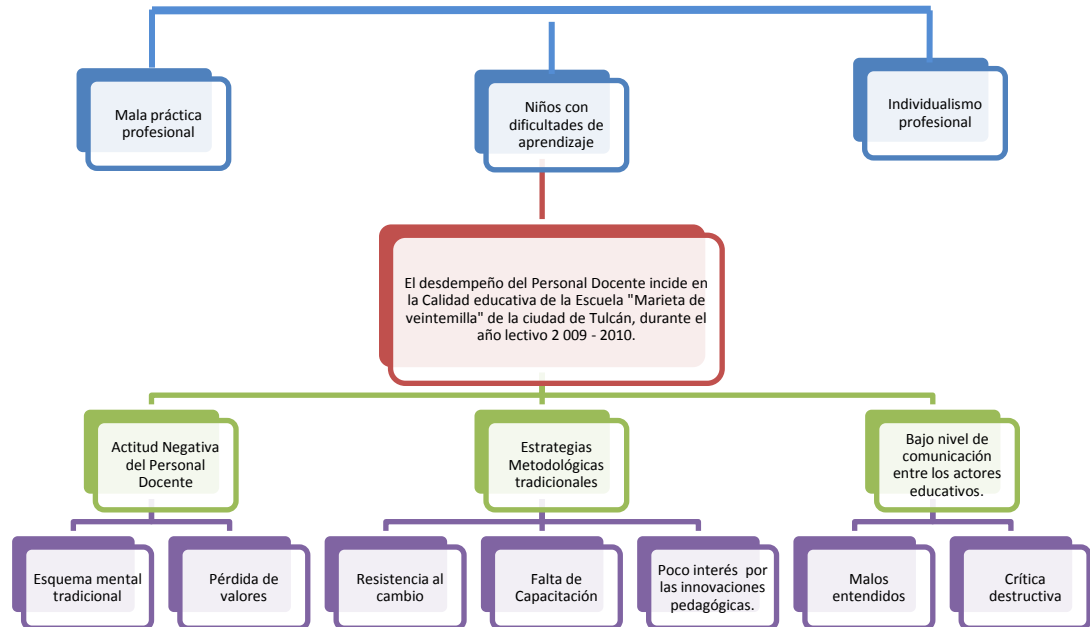 Mala práctica
profesional
Niños con
dificultades de
aprendizaje
Individualismo
profesional
El desdempeño del Personal Docente incide en
la Calidad educativa de la Escuela "Marieta de
veintemilla" de la ciudad de Tulcán, durante el
año lectivo 2 009 - 2010.
Actitud Negativa
del Personal
Docente
Estrategias
Metodológicas
tradicionales
Bajo nivel de
comunicación
entre los actores
educativos.
Esquema mental
tradicional
Pérdida de
valores
Resistencia al
cambio
Falta de
Capacitación
Poco interés por
las innovaciones
pedagógicas.
Malos
entendidos
Crítica
destructiva